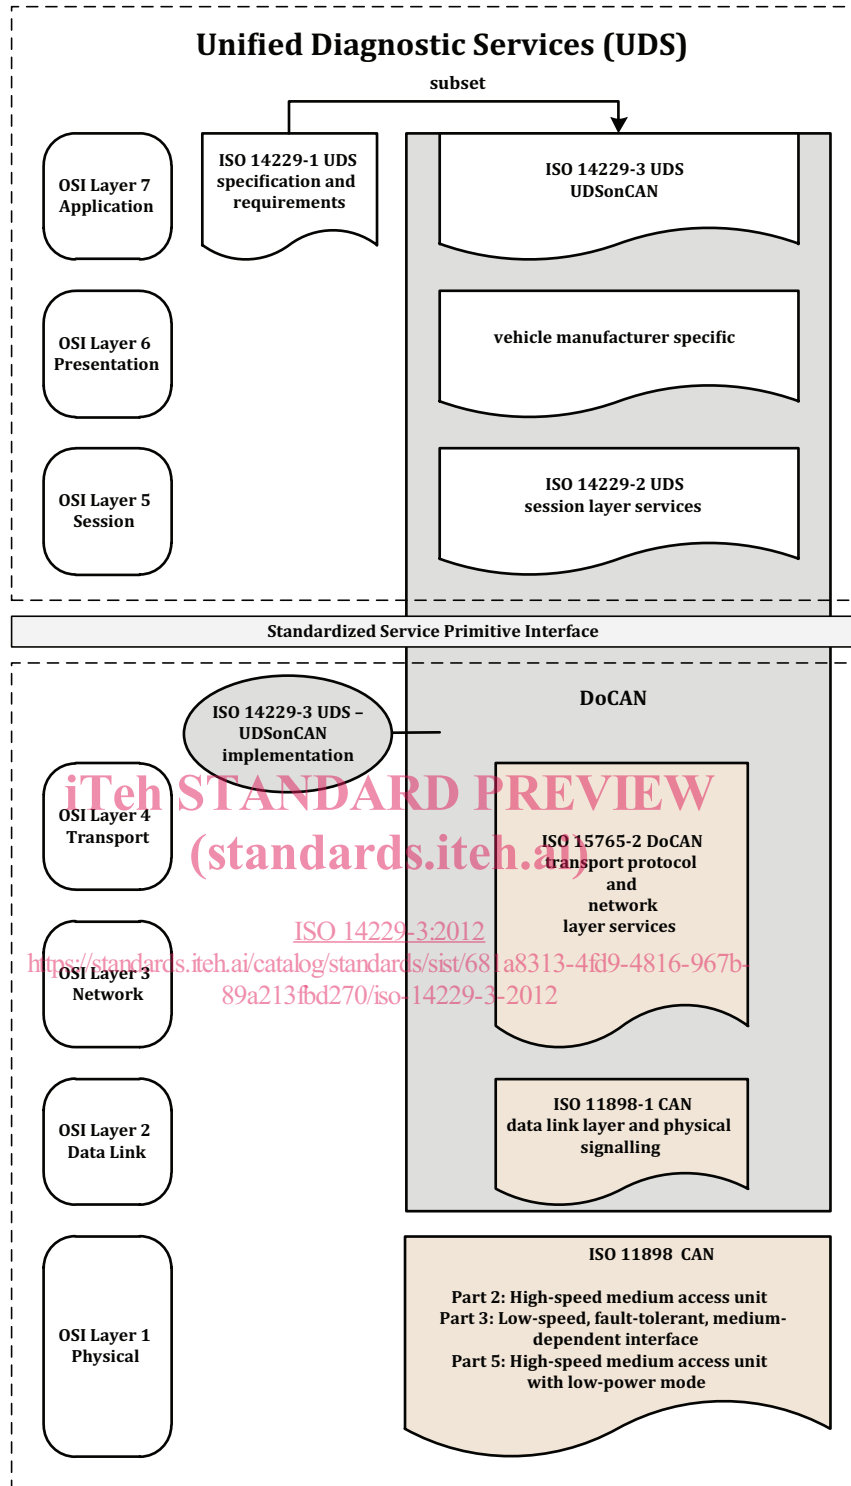 Unified Diagnostic Services (UDS)
subset
OSI Layer 7
Application
ISO 14229-1 UDS
specification and
requirements
ISO 14229-3 UDS
UDSonCAN
OSI Layer 6
Presentation
vehicle manufacturer specific
OSI Layer 5
Session
ISO 14229-2 UDS
session layer services
Standardized Service Primitive Interface
ISO 14229-3 UDS –
UDSonCAN
implementation
DoCAN
iTeh STANDARD PREVIEW
(standards.iteh.ai)
OSI Layer 4
Transport
ISO 15765-2 DoCAN
transport protocol
and
network
layer services
ISO 14229-3:2012
https://standards.iteh.ai/catalog/standards/sist/681a8313-4fd9-4816-967b-
89a213fbd270/iso-14229-3-2012
OSI Layer 3
Network
OSI Layer 2
Data Link
ISO 11898-1 CAN
data link layer and physical
signalling
OSI Layer 1
Physical
ISO 11898 CAN
Part 2: High-speed medium access unit
Part 3: Low-speed, fault-tolerant, medium-
dependent interface
Part 5: High-speed medium access unit
with low-power mode